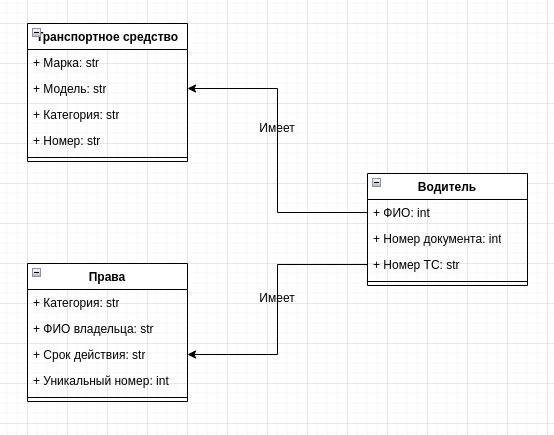 Транспортное средство
+ Марка: str
+ Модель: str
+ Категория: str
+ Номер: str
Имеет
Водитель
+ ФИО: int
+ Номер документа: int
+ Номер ТС: str
Права
+ Категория: str
+ ФИО владельца: str
+ Срок действия: str
+ Уникальный номер: int
Имеет